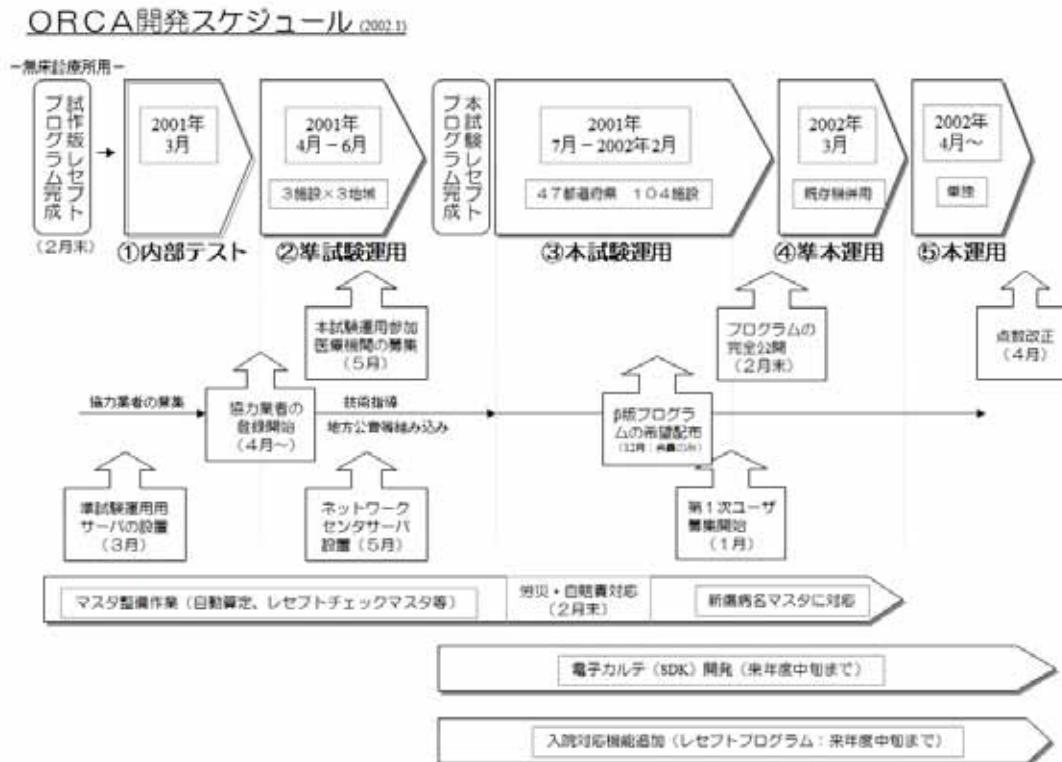 ORCA開発スケジュール (2002.1)
－無床診療所用－
試作版レセプト
プログラム完成
(2月末)
2001年
3月
①内部テスト
2001年
4月－6月
3施設×3地域
②準試験運用
本試験レセプト
プログラム完成
2001年
7月－2002年2月
47都道府県 104施設
③本試験運用
2002年
3月
既存機併用
④準本運用
2002年
4月～
単独
⑤本運用
本試験運用参加
医療機関の募集
(5月)
プログラムの
完全公開
(2月末)
点数改正
(4月)
協力業者の募集
協力業者の
登録開始
(4月～)
技術指導
地方公費等組み込み
β版プログラ
ムの希望配布
(12月：会員のみ)
準試験運用用
サーバの設置
(3月)
ネットワーク
センタサーバ
設置(5月)
第1次ユーザ
募集開始
(1月)
マスタ整備作業（自動算定、レセプトチェックマスタ等）
労災・自賠責対応
(2月末)
新傷病名マスタに対応
電子カルテ（SDK）開発（来年度中旬まで）
入院対応機能追加（レセプトプログラム：来年度中旬まで）